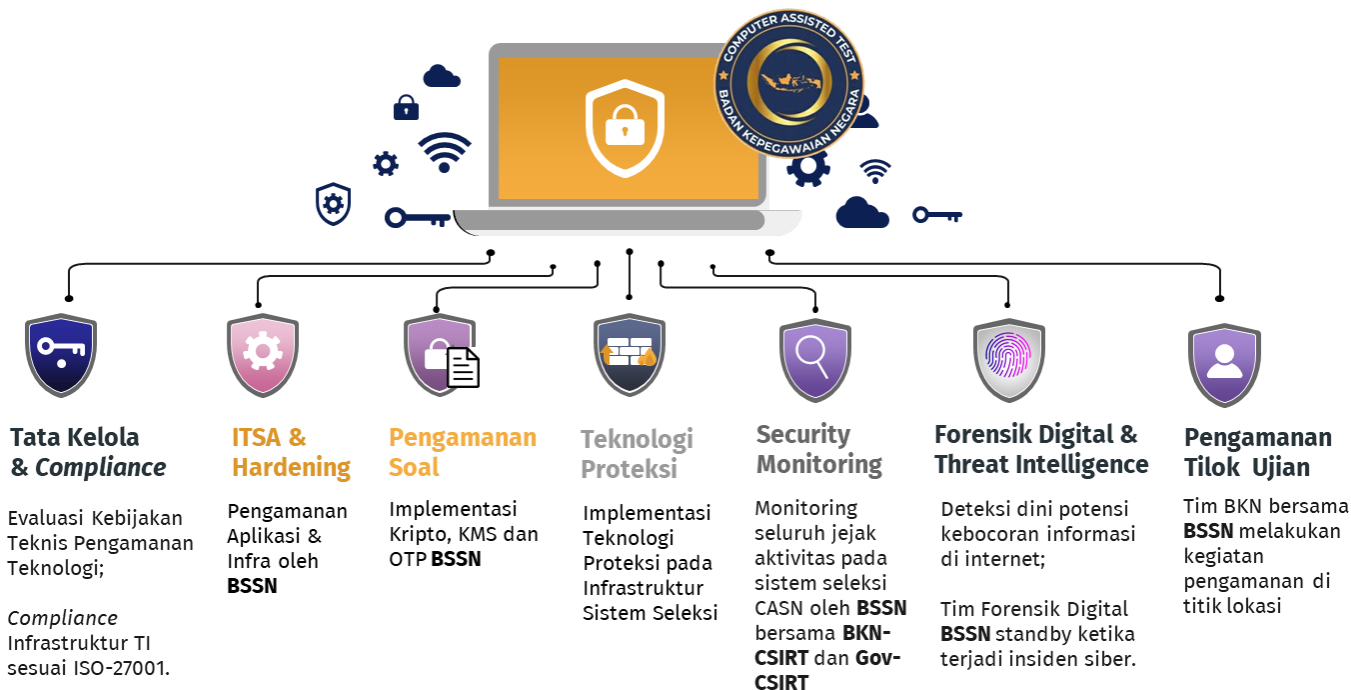 COMPUTER ASSISTED TEST
BADAN KEPEGAWAIAN NEGARA
Tata Kelola
& Compliance
Evaluasi Kebijakan
Teknis Pengamanan
Teknologi;
Compliance
Infrastruktur TI
sesuai ISO-27001.
ITSA &
Hardening
Pengamanan
Aplikasi &
Infra oleh
BSSN
Pengamanan
Soal
Implementasi
Kripto, KMS dan
OTP BSSN
Teknologi
Proteksi
Implementasi
Teknologi
Proteksi pada
Infrastruktur
Sistem Seleksi
Security
Monitoring
Monitoring
seluruh jejak
aktivitas pada
sistem seleksi
CASN oleh BSSN
bersama BKN-
CSIRT dan Gov-
CSIRT
Forensik Digital &
Threat Intelligence
Deteksi dini potensi
kebocoran informasi
di internet;
Tim Forensik Digital
BSSN standby ketika
terjadi insiden siber.
Pengamanan
Tilok Ujian
Tim BKN bersama
BSSN melakukan
kegiatan
pengamanan di
titik lokasi